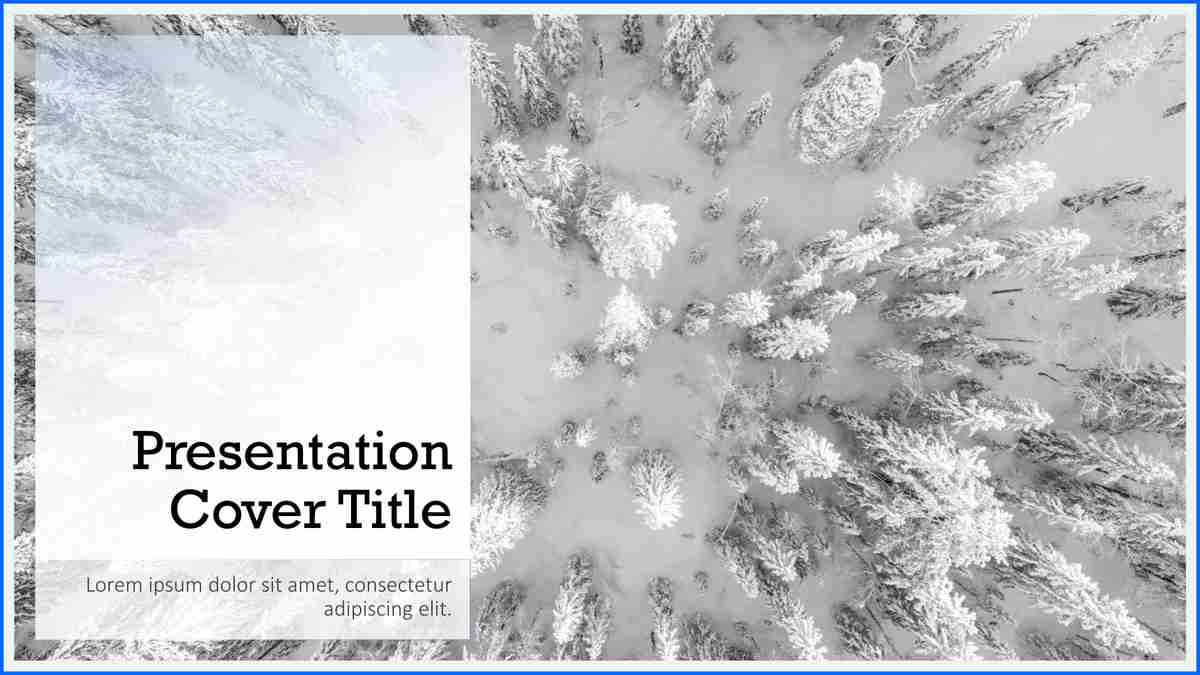 Presentation
Cover Title
Lorem ipsum dolor sit amet, consectetur
adipiscing elit.